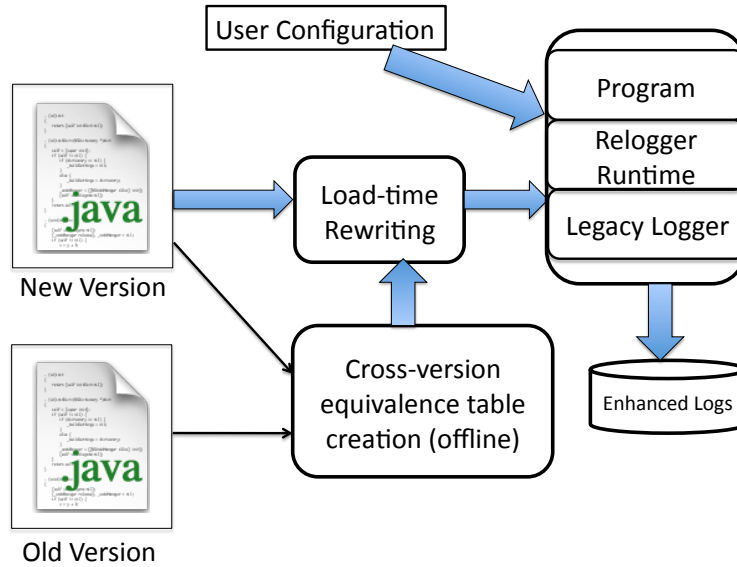 User Configuration
Program
Relogger
Runtime
Legacy Logger
Load-time
Rewriting
.java
New Version
Cross-version
equivalence table
creation (offline)
Enhanced Logs
.java
Old Version